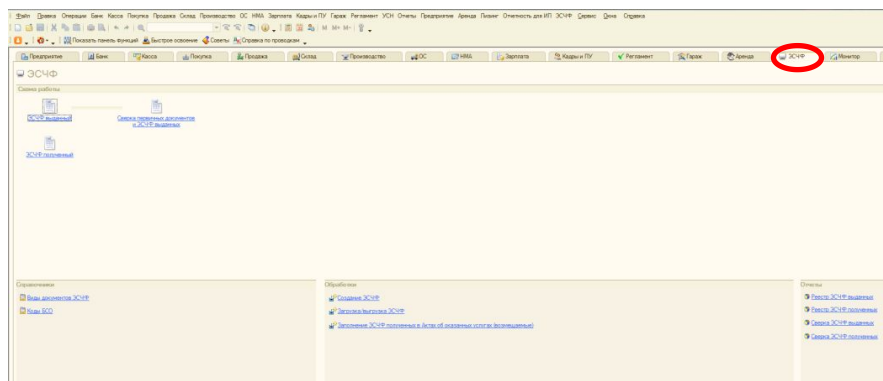 Файл Правка Операции Банк Касса Покупка Продажа Склад Производство ОС НМА Зарплата Кадры и ПУ Гараж Регламент УСН Отчеты Предприятие Аренда Лизинг Отчетность для ИП ЭСЧФ Сервис Окна Справка
M M+ M-
Показать панель функций Быстрое освоение Советы Справка по проводкам
Предприятие Банк Касса Покупка Продажа Склад Производство ОС НМА Зарплата Кадры и ПУ Регламент Гараж Аренда ЭСЧФ Монитор
ЭСЧФ
Схема работы
ЭСЧФ выданный Сверка первичных документов и ЭСЧФ выданных
ЭСЧФ полученный
Справочники Обработки Отчеты
Виды документов ЭСЧФ Создание ЭСЧФ Реестр ЭСЧФ выданных
Коды БСО Загрузка/выгрузка ЭСЧФ Реестр ЭСЧФ полученных
Заполнение ЭСЧФ полученных в Актах об оказанных услугах (возмещаемые) Сверка ЭСЧФ выданных
Сверка ЭСЧФ полученных